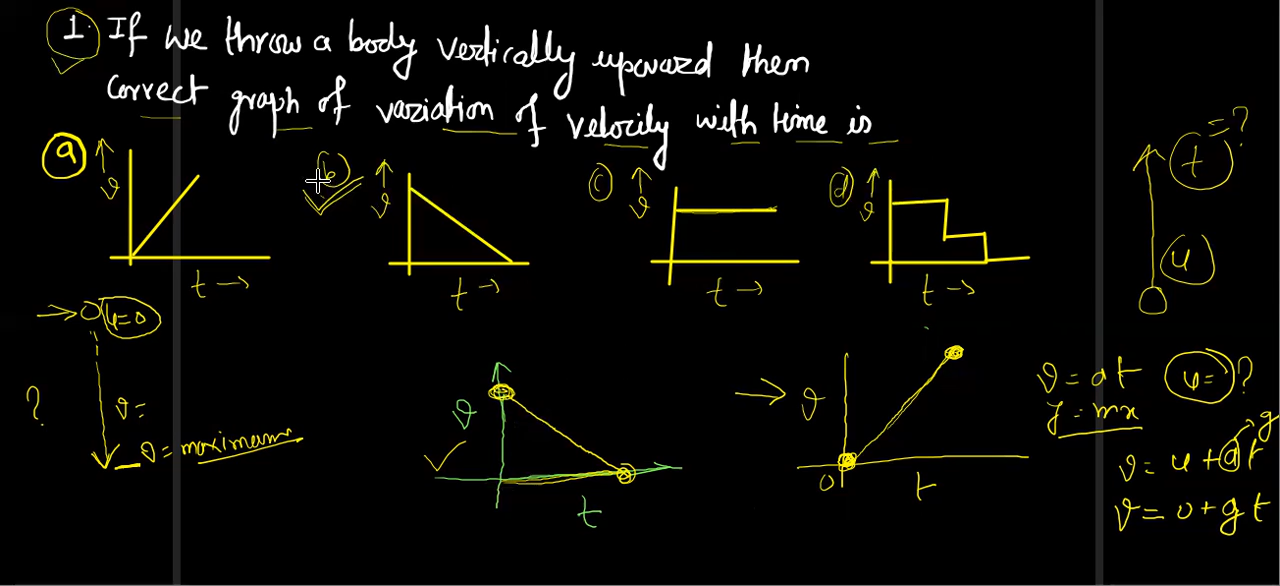 1. If we throw a body vertically upward them
correct graph of variation of velocity with time is
a v t
b v t
c v t
d v t
t = ?
u
u=0
?
v =
v = maximum
v
t
v
0 t
v = at u= ?
y = mx
g
v = u + at
v = 0 + gt